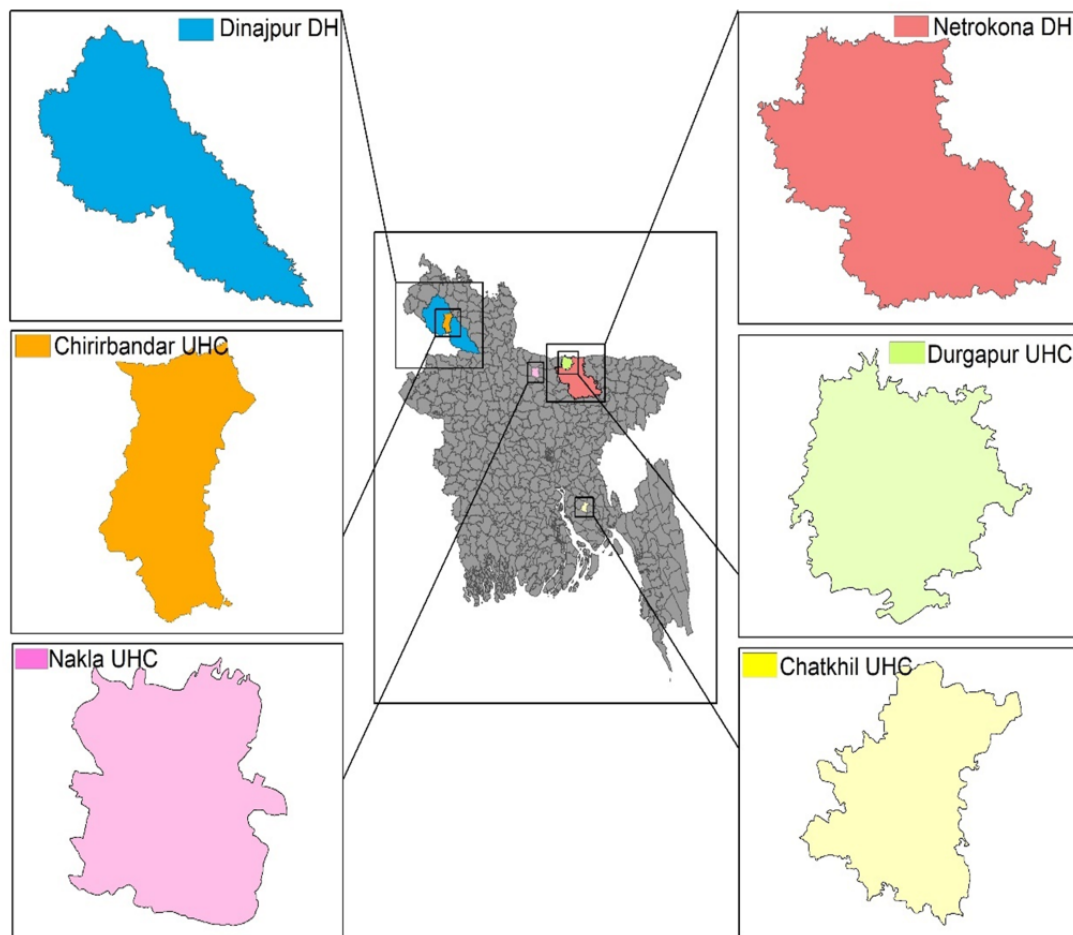 Dinajpur DH
Netrokona DH
Chirirbandar UHC
Durgapur UHC
Nakla UHC
Chatkhil UHC